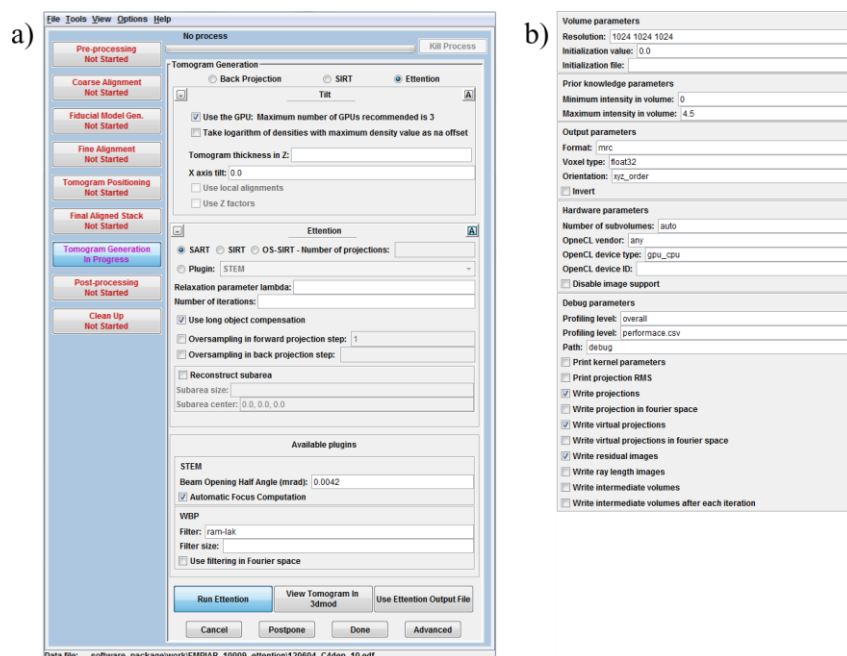 a)
File Tools View Options Help
No process
Kill Process
Pre-processing
Not Started
Coarse Alignment
Not Started
Fiducial Model Gen.
Not Started
Fine Alignment
Not Started
Tomogram Positioning
Not Started
Final Aligned Stack
Not Started
Tomogram Generation
In Progress
Post-processing
Not Started
Clean Up
Not Started
Tomogram Generation
Back Projection SIRT Ettention
- Tilt A
Use the GPU: Maximum number of GPUs recommended is 3
Take logarithm of densities with maximum density value as na offset
Tomogram thickness in Z:
X axis tilt: 0.0
Use local alignments
Use Z factors
- Ettention A
SART SIRT OS-SIRT - Number of projections:
Plugin: STEM
Relaxation parameter lambda:
Number of iterations:
Use long object compensation
Oversampling in forward projection step: 1
Oversampling in back projection step:
Reconstruct subarea
Subarea size:
Subarea center: 0.0, 0.0, 0.0
Available plugins
STEM
Beam Opening Half Angle (mrad): 0.0042
Automatic Focus Computation
WBP
Filter: ram-lak
Filter size:
Use filtering in Fourier space
Run Ettention View Tomogram In 3dmod Use Ettention Output File
Cancel Postpone Done Advanced
Data file:
b)
Volume parameters
Resolution: 1024 1024 1024
Initialization value: 0.0
Initialization file:
Prior knowledge parameters
Minimum intensity in volume: 0
Maximum intensity in volume: 4.5
Output parameters
Format: mrc
Voxel type: float32
Orientation: xyz_order
Invert
Hardware parameters
Number of subvolumes: auto
OpneCL vendor: any
OpenCL device type: gpu_cpu
OpenCL device ID:
Disable image support
Debug parameters
Profiling level: overall
Profiling level: performace.csv
Path: debug
Print kernel parameters
Print projection RMS
Write projections
Write projection in fourier space
Write virtual projections
Write virtual projections in fourier space
Write residual images
Write ray length images
Write intermediate volumes
Write intermediate volumes after each iteration